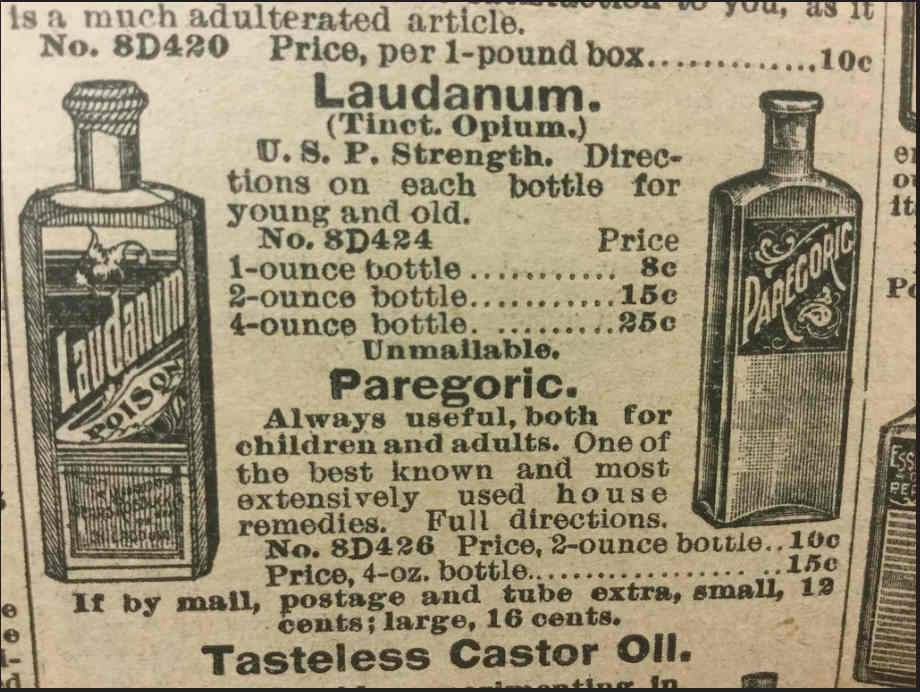 to you, as it
is a much adulterated article.
No. 8D420 Price, per 1-pound box..............10c
Laudanum.
(Tinct. Opium.)
U. S. P. Strength. Direc-
tions on each bottle for
young and old.
No. 8D424 Price
1-ounce bottle............ 8c
2-ounce bottle............15c
4-ounce bottle. ..........25c
Unmailable.
Laudanum
POISON
PAREGORIC
Paregoric.
Always useful, both for
children and adults. One of
the best known and most
extensively used house
remedies. Full directions.
No. 8D426 Price, 2-ounce bottle..10c
Price, 4-oz. bottle....................15c
If by mail, postage and tube extra, small, 12
cents; large, 16 cents.
Tasteless Castor Oil.